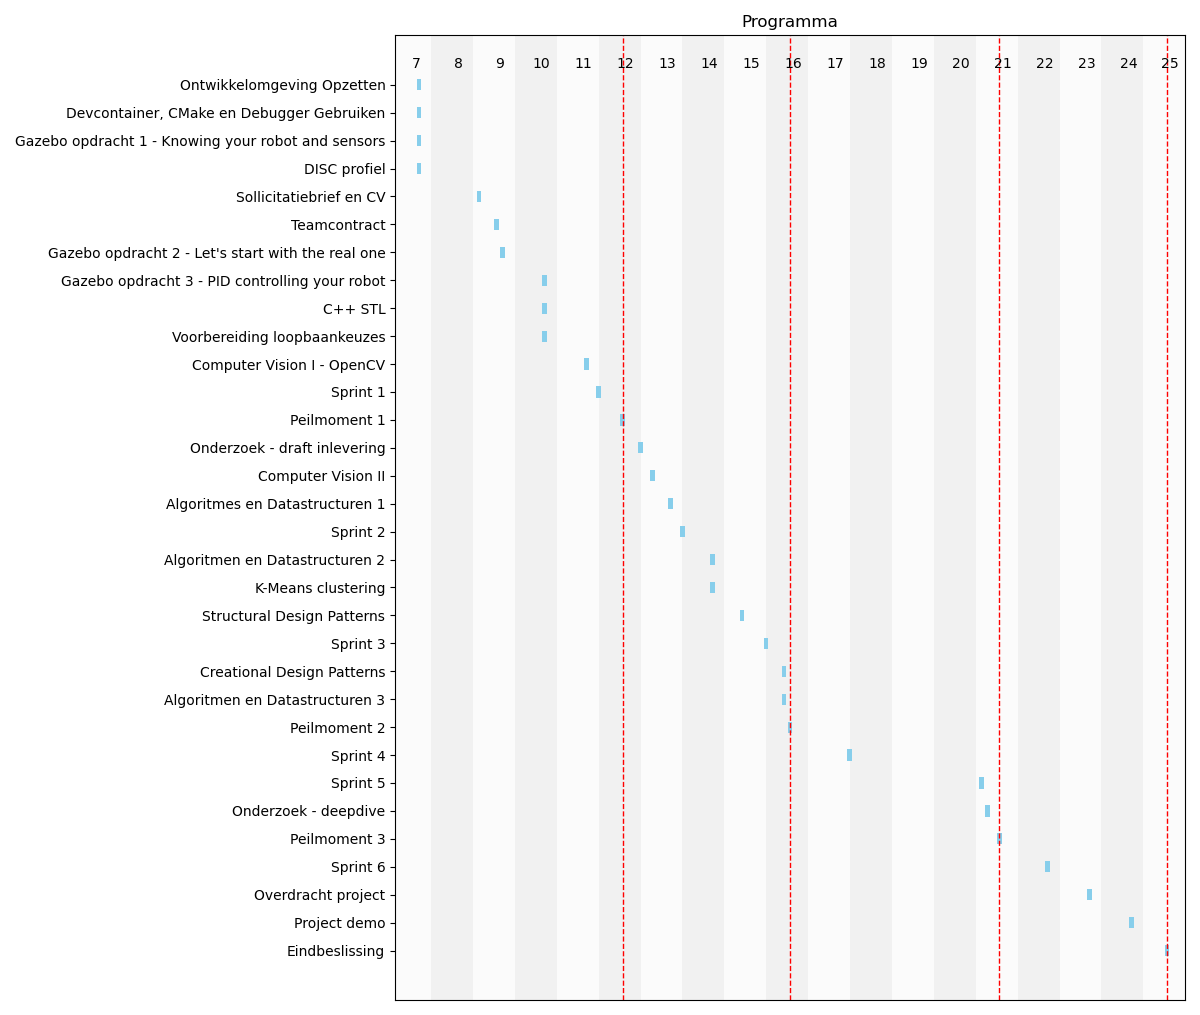 Programma
7 8 9 10 11 12 13 14 15 16 17 18 19 20 21 22 23 24 25
Ontwikkelomgeving Opzetten
Devcontainer, CMake en Debugger Gebruiken
Gazebo opdracht 1 - Knowing your robot and sensors
DISC profiel
Sollicitatiebrief en CV
Teamcontract
Gazebo opdracht 2 - Let's start with the real one
Gazebo opdracht 3 - PID controlling your robot
C++ STL
Voorbereiding loopbaankeuzes
Computer Vision I - OpenCV
Sprint 1
Peilmoment 1
Onderzoek - draft inlevering
Computer Vision II
Algoritmes en Datastructuren 1
Sprint 2
Algoritmen en Datastructuren 2
K-Means clustering
Structural Design Patterns
Sprint 3
Creational Design Patterns
Algoritmen en Datastructuren 3
Peilmoment 2
Sprint 4
Sprint 5
Onderzoek - deepdive
Peilmoment 3
Sprint 6
Overdracht project
Project demo
Eindbeslissing